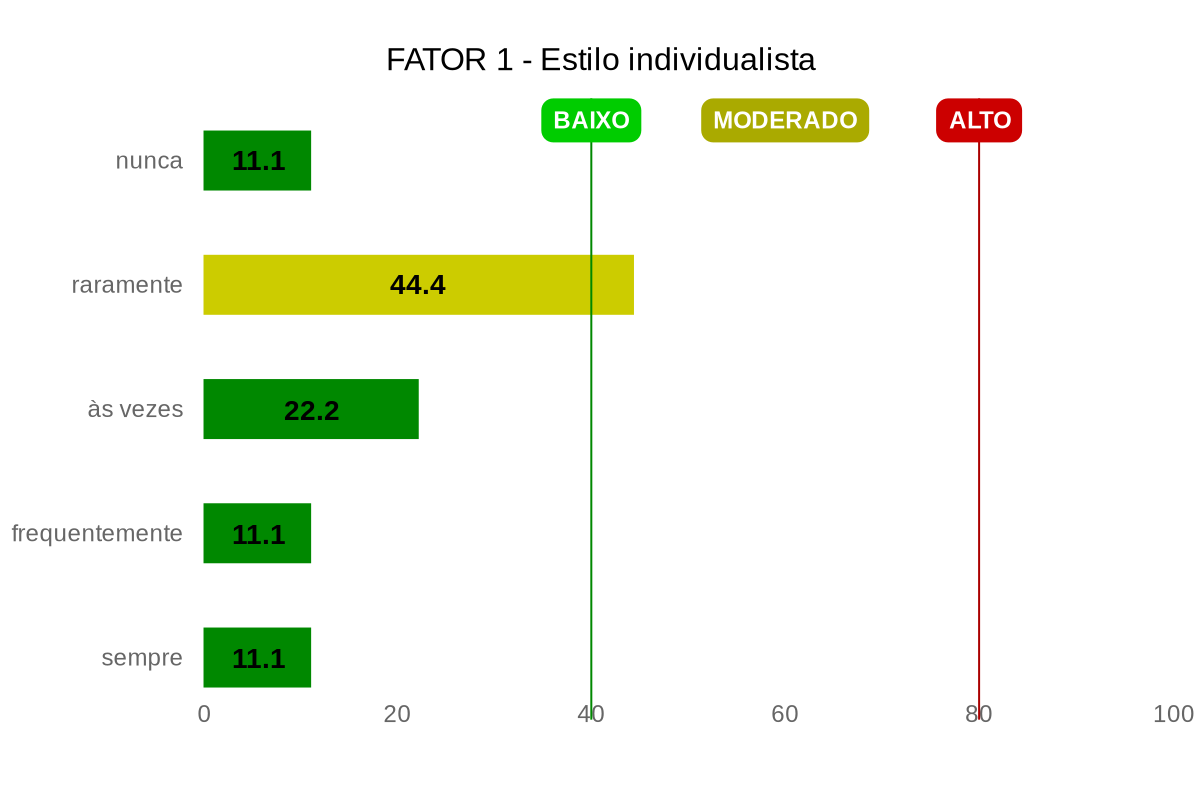 FATOR 1 - Estilo individualista
BAIXO MODERADO ALTO
nunca 11.1
raramente 44.4
às vezes 22.2
frequentemente 11.1
sempre 11.1
0 20 40 60 80 100